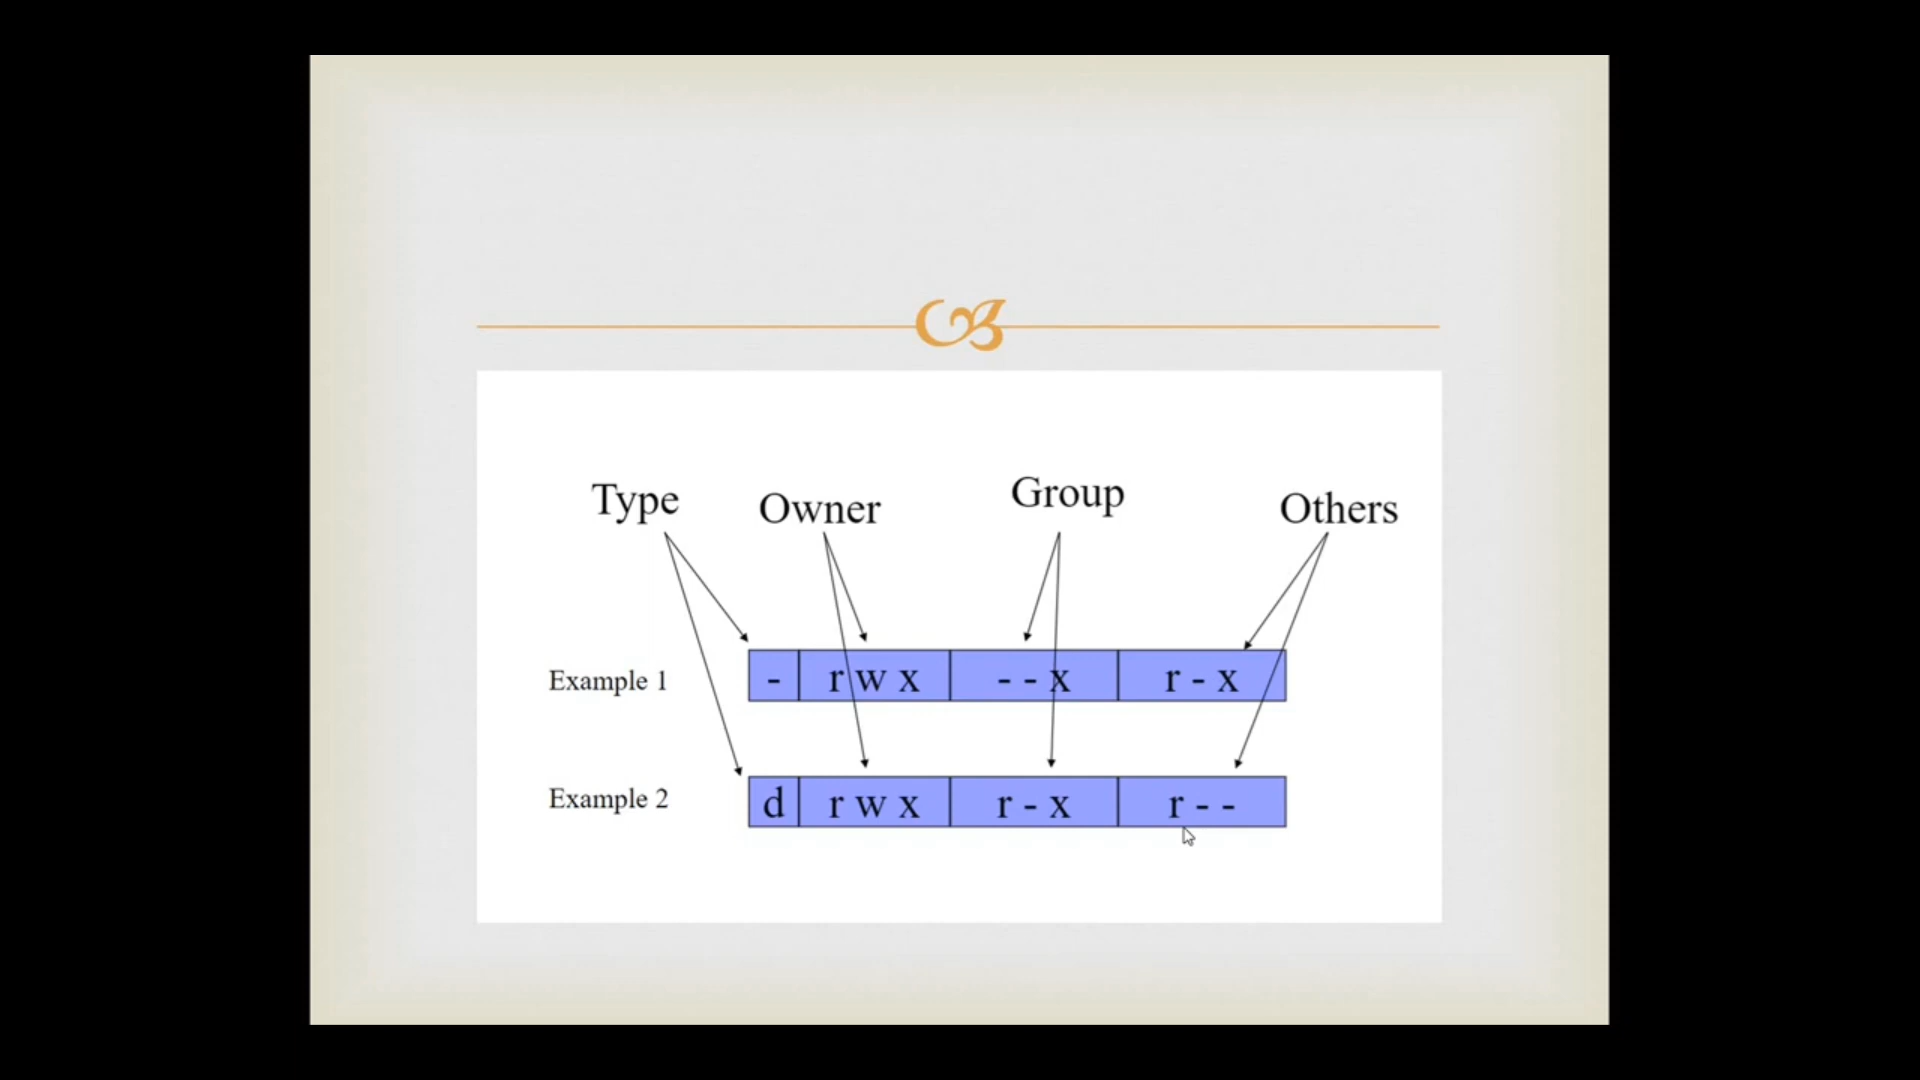 Type Owner Group Others
Example 1 - r w x - - x r - x
Example 2 d r w x r - x r - -